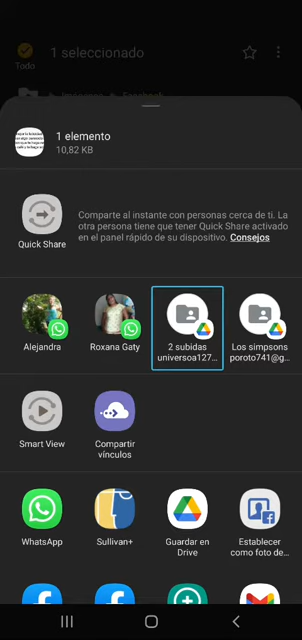 1 seleccionado
Todo
1 elemento
10,82 KB
Quick Share
Comparte al instante con personas cerca de ti. La
otra persona tiene que tener Quick Share activado
en el panel rápido de su dispositivo. Consejos
Alejandra
Roxana Gaty
2 subidas
universoa127...
Los simpsons
poroto741@g...
Smart View
Compartir
vínculos
WhatsApp
Sullivan+
Guardar en
Drive
Establecer
como foto de...